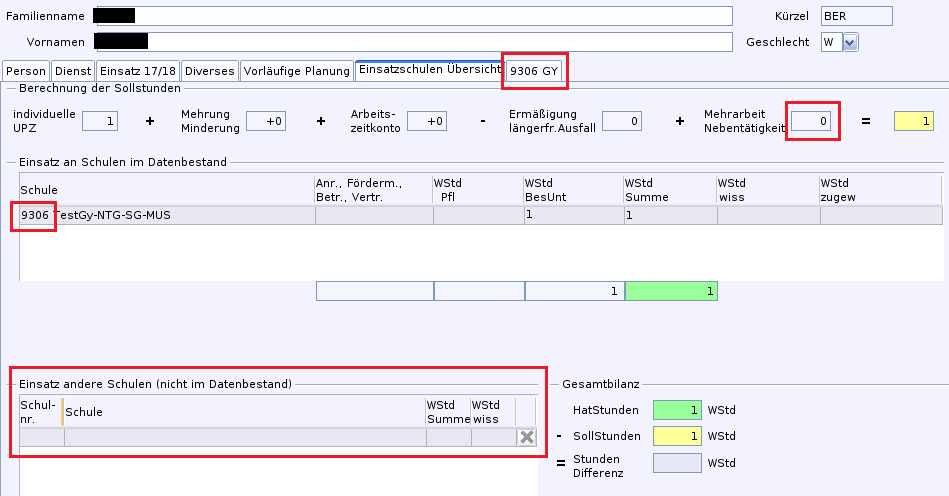 Familienname Kürzel BER
Vornamen Geschlecht W
Person Dienst Einsatz 17/18 Diverses Vorläufige Planung Einsatzschulen Übersicht 9306 GY
Berechnung der Sollstunden
individuelle Mehrung Arbeits- Ermäßigung Mehrarbeit
UPZ 1 + Minderung +0 + zeitkonto +0 - längerfr.Ausfall 0 + Nebentätigkeit 0 = 1
Einsatz an Schulen im Datenbestand
Schule Anr., Förderm., WStd WStd WStd WStd WStd
Betr., Vertr. Pfl BesUnt Summe wiss zugew
9306 TestGy-NTG-SG-MUS 1 1
1 1
Einsatz andere Schulen (nicht im Datenbestand)
Schul- Schule WStd WStd
nr. Summe wiss
Gesamtbilanz
HatStunden 1 WStd
- SollStunden 1 WStd
= Stunden WStd
Differenz